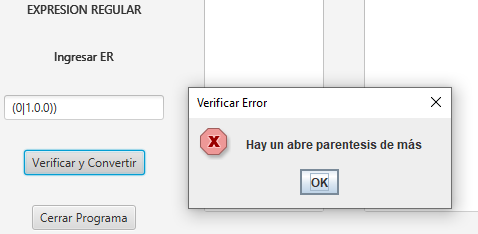 EXPRESION REGULAR
Ingresar ER
(0|1.0.0))
Verificar y Convertir
Cerrar Programa
Verificar Error
Hay un abre parentesis de más
OK